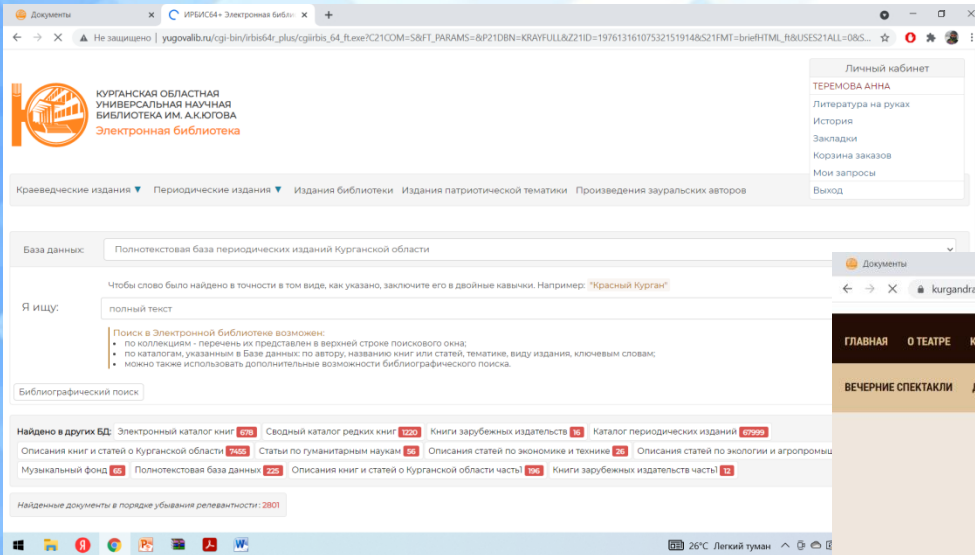 Документы
ИРБИС64+ Электронная библи
Не защищено yugovalib.ru/cgi-bin/irbis64r_plus/cgiirbis_64_ft.exe?C21COM=S&FT_PARAMS=&P21DBN=KRAYFULL&Z21ID=19761316107532151914&S21FMT=briefHTML_ft&USES21ALL=0&S...
Личный кабинет
ТЕРЕМОВА АННА
Литература на руках
История
Закладки
Корзина заказов
Мои запросы
Выход
КУРГАНСКАЯ ОБЛАСТНАЯ
УНИВЕРСАЛЬНАЯ НАУЧНАЯ
БИБЛИОТЕКА ИМ. А.К.ЮГОВА
Электронная библиотека
Краеведческие издания ▼ Периодические издания ▼ Издания библиотеки Издания патриотической тематики Произведения зауральских авторов
База данных: Полнотекстовая база периодических изданий Курганской области
Чтобы слово было найдено в точности в том виде, как указано, заключите его в двойные кавычки. Например: "Красный Курган"
Я ищу: полный текст
Поиск в Электронной библиотеке возможен:
• по коллекциям - перечень их представлен в верхней строке поискового окна;
• по каталогам, указанным в Базе данных: по автору, названию книг или статей, тематике, виду издания, ключевым словам;
• можно также использовать дополнительные возможности библиографического поиска.
Библиографический поиск
Найдено в других БД: Электронный каталог книг 678 Сводный каталог редких книг 1220 Книги зарубежных издательств 16 Каталог периодических изданий 67999
Описания книг и статей о Курганской области 7455 Статьи по гуманитарным наукам 56 Описания статей по экономике и технике 26 Описания статей по экологии и агропромыш
Музыкальный фонд 65 Полнотекстовая база данных 225 Описания книг и статей о Курганской области часть1 196 Книги зарубежных издательств часть1 12
Найденные документы в порядке убывания релевантности: 2801
26°C Легкий туман
Документы
kurgandra
ГЛАВНАЯ О ТЕАТРЕ К
ВЕЧЕРНИЕ СПЕКТАКЛИ Д